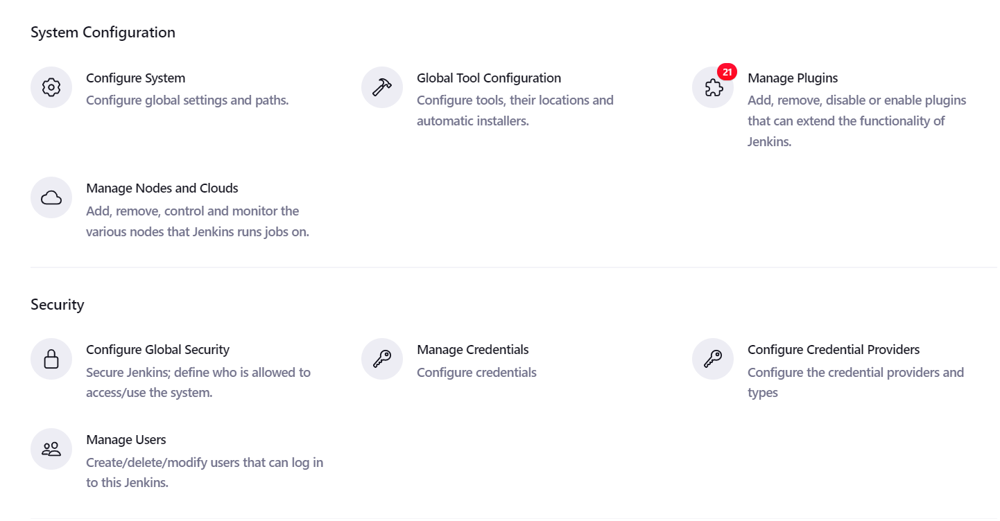 System Configuration
Configure System
Configure global settings and paths.
Global Tool Configuration
Configure tools, their locations and
automatic installers.
21
Manage Plugins
Add, remove, disable or enable plugins
that can extend the functionality of
Jenkins.
Manage Nodes and Clouds
Add, remove, control and monitor the
various nodes that Jenkins runs jobs on.
Security
Configure Global Security
Secure Jenkins; define who is allowed to
access/use the system.
Manage Credentials
Configure credentials
Configure Credential Providers
Configure the credential providers and
types
Manage Users
Create/delete/modify users that can log in
to this Jenkins.